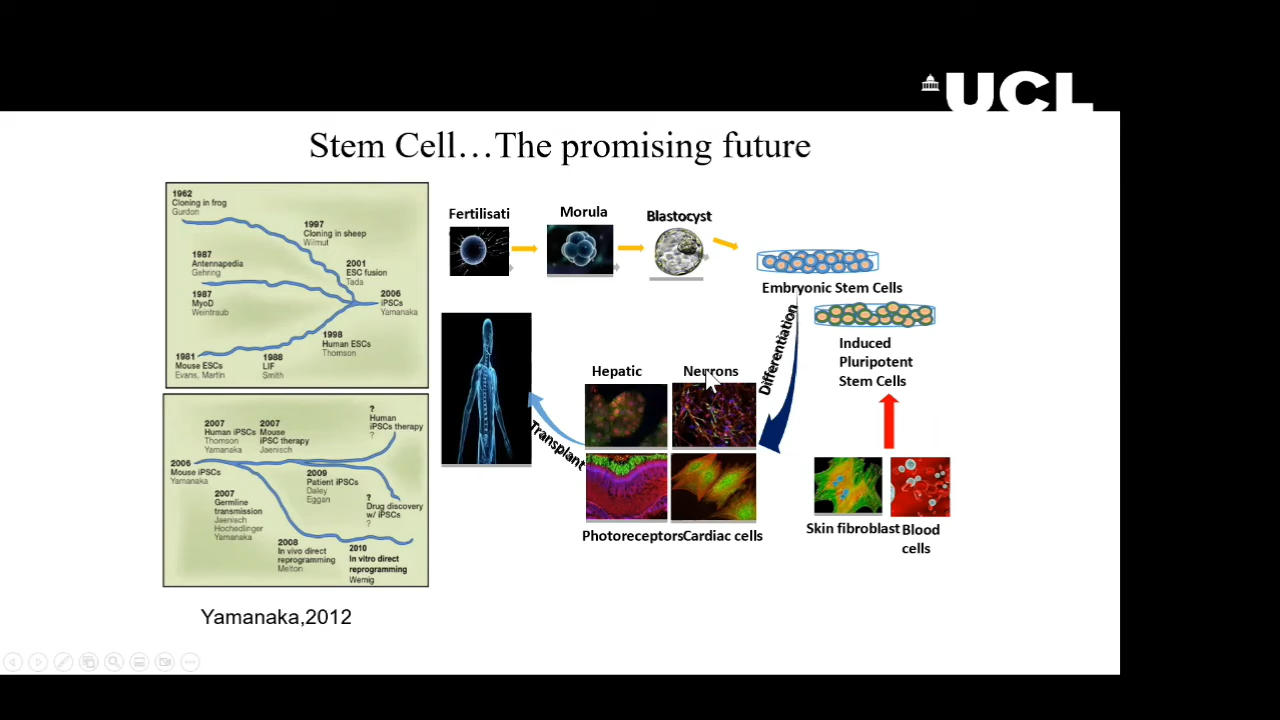 UCL
Stem Cell…The promising future
1962
Cloning in frog
Gurdon
1997
Cloning in sheep
Wilmut
1987
Antennapedia
Gehring
2001
ESC fusion
Tada
1987
MyoD
Weintraub
2006
iPSCs
Yamanaka
1998
Human ESCs
Thomson
1981
Mouse ESCs
Evans, Martin
1988
LIF
Smith
?
Human
iPSCs therapy
?
2007
Human iPSCs
Thomson
Yamanaka
2007
Mouse
iPSC therapy
Jaenisch
2006
Mouse iPSCs
Yamanaka
2009
Patient iPSCs
Daley
Eggan
2007
Germline
transmission
Jaenisch
Hochedlinger
Yamanaka
?
Drug discovery
w/ iPSCs
?
2008
In vivo direct
reprogramming
Melton
2010
In vitro direct
reprogramming
Wernig
Yamanaka,2012
Fertilisati
Morula
Blastocyst
Embryonic Stem Cells
Induced
Pluripotent
Stem Cells
Differentiation
Hepatic
Neurons
Transplant
Photoreceptors
Cardiac cells
Skin fibroblast
Blood
cells